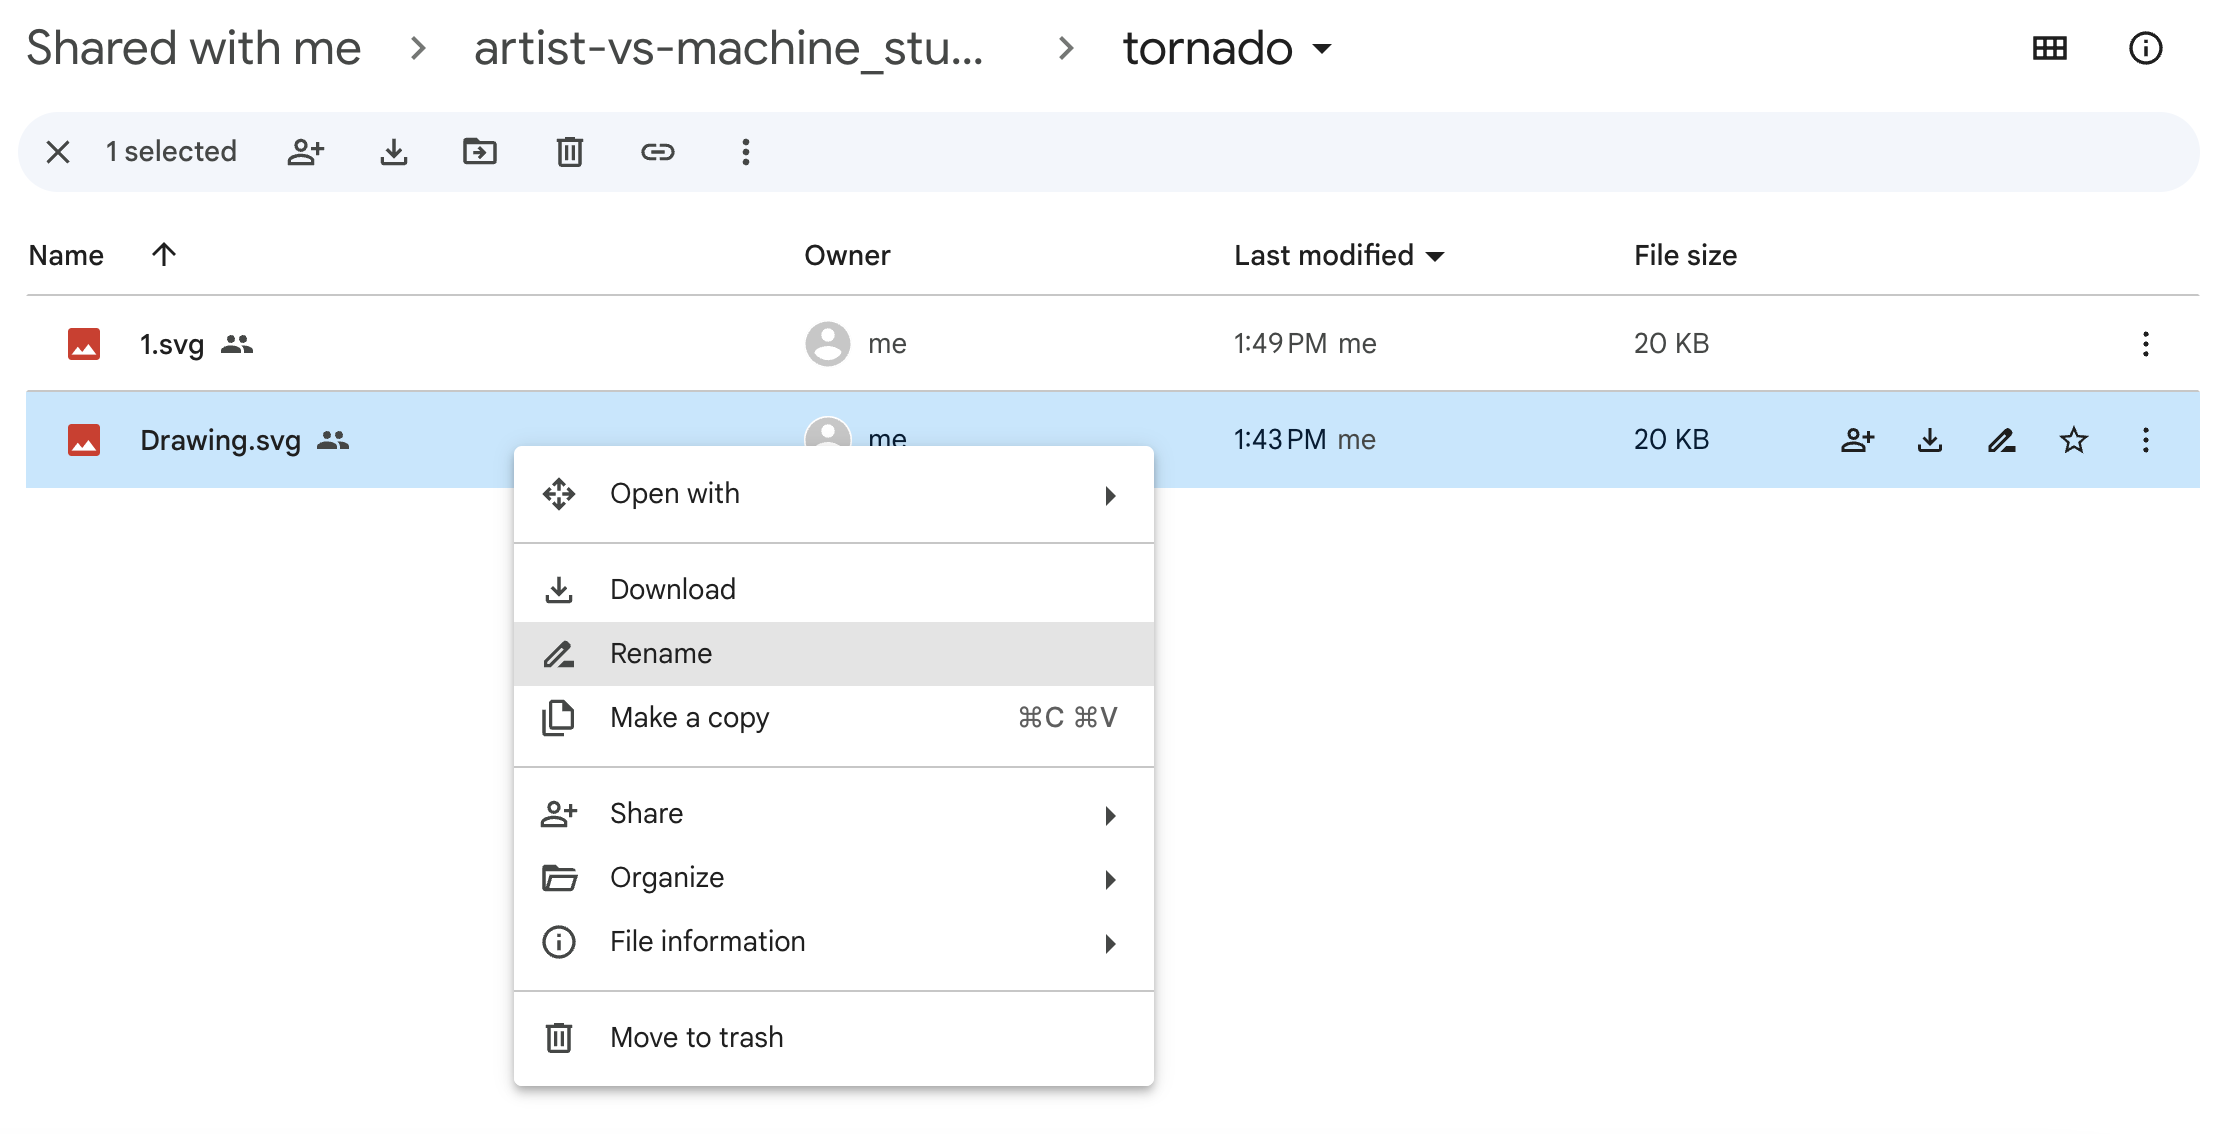 Shared with me > artist-vs-machine_stu... > tornado
1 selected
Name Owner Last modified File size
1.svg me 1:49 PM me 20 KB
Drawing.svg me 1:43 PM me 20 KB
Open with
Download
Rename
Make a copy ⌘C ⌘V
Share
Organize
File information
Move to trash